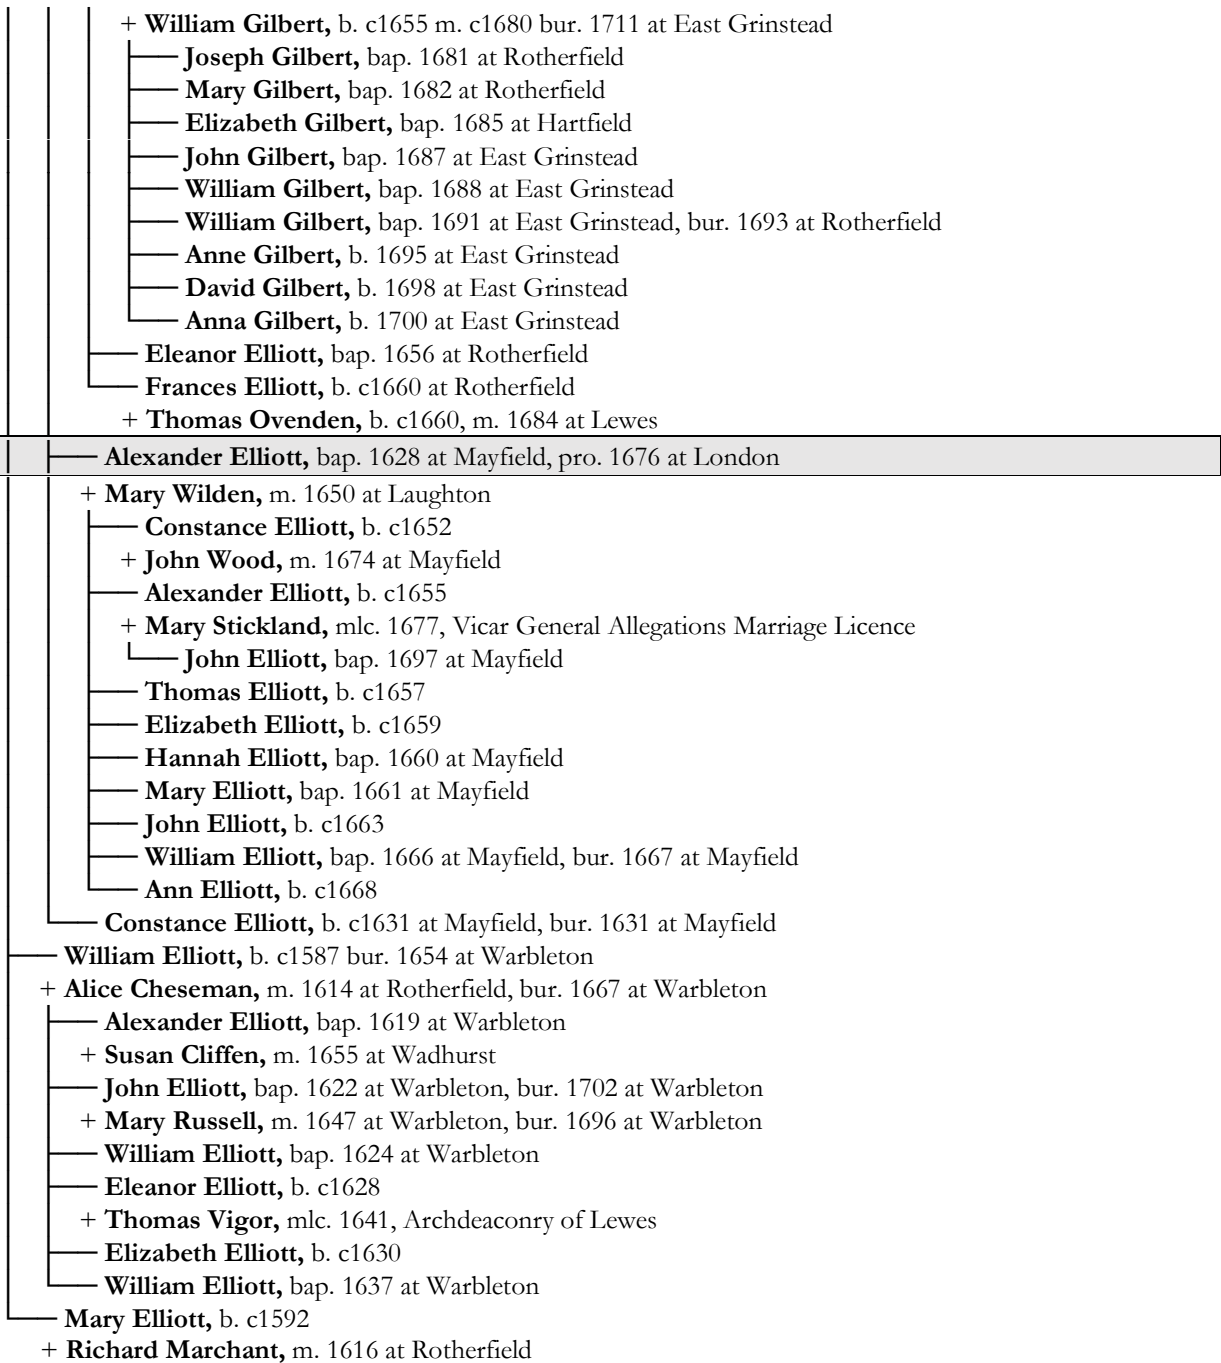 + William Gilbert, b. c1655 m. c1680 bur. 1711 at East Grinstead
Joseph Gilbert, bap. 1681 at Rotherfield
Mary Gilbert, bap. 1682 at Rotherfield
Elizabeth Gilbert, bap. 1685 at Hartfield
John Gilbert, bap. 1687 at East Grinstead
William Gilbert, bap. 1688 at East Grinstead
William Gilbert, bap. 1691 at East Grinstead, bur. 1693 at Rotherfield
Anne Gilbert, b. 1695 at East Grinstead
David Gilbert, b. 1698 at East Grinstead
Anna Gilbert, b. 1700 at East Grinstead
Eleanor Elliott, bap. 1656 at Rotherfield
Frances Elliott, b. c1660 at Rotherfield
+ Thomas Ovenden, b. c1660, m. 1684 at Lewes
Alexander Elliott, bap. 1628 at Mayfield, pro. 1676 at London
+ Mary Wilden, m. 1650 at Laughton
Constance Elliott, b. c1652
+ John Wood, m. 1674 at Mayfield
Alexander Elliott, b. c1655
+ Mary Stickland, mlc. 1677, Vicar General Allegations Marriage Licence
John Elliott, bap. 1697 at Mayfield
Thomas Elliott, b. c1657
Elizabeth Elliott, b. c1659
Hannah Elliott, bap. 1660 at Mayfield
Mary Elliott, bap. 1661 at Mayfield
John Elliott, b. c1663
William Elliott, bap. 1666 at Mayfield, bur. 1667 at Mayfield
Ann Elliott, b. c1668
Constance Elliott, b. c1631 at Mayfield, bur. 1631 at Mayfield
William Elliott, b. c1587 bur. 1654 at Warbleton
+ Alice Cheseman, m. 1614 at Rotherfield, bur. 1667 at Warbleton
Alexander Elliott, bap. 1619 at Warbleton
+ Susan Cliffen, m. 1655 at Wadhurst
John Elliott, bap. 1622 at Warbleton, bur. 1702 at Warbleton
+ Mary Russell, m. 1647 at Warbleton, bur. 1696 at Warbleton
William Elliott, bap. 1624 at Warbleton
Eleanor Elliott, b. c1628
+ Thomas Vigor, mlc. 1641, Archdeaconry of Lewes
Elizabeth Elliott, b. c1630
William Elliott, bap. 1637 at Warbleton
Mary Elliott, b. c1592
+ Richard Marchant, m. 1616 at Rotherfield